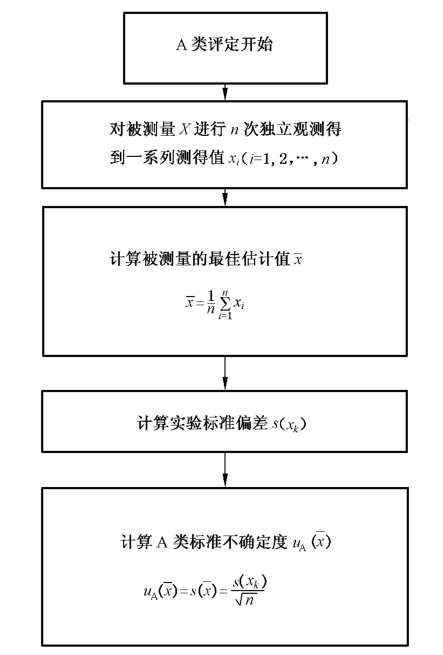 A 类评定开始
对被测量 X 进行 n 次独立观测得
到一系列测得值 xᵢ(i=1, 2, ⋯, n)
计算被测量的最佳估计值 x̅
x̅=1/n ∑ᵢ₌₁ⁿ xᵢ
计算实验标准偏差 s(xₖ)
计算 A 类标准不确定度 u_A (x̅)
u_A(x̅)=s(x̅)=s(xₖ)/√n